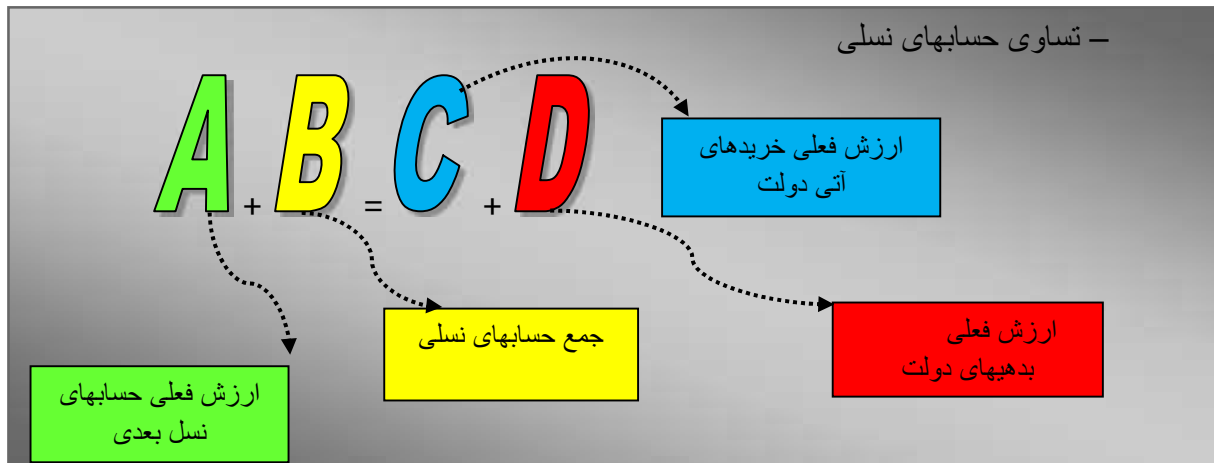 – تساوی حسابهای نسلی
A + B = C + D
ارزش فعلی خریدهای
آتی دولت
جمع حسابهای نسلی
ارزش فعلی
بدهیهای دولت
ارزش فعلی حسابهای
نسل بعدی